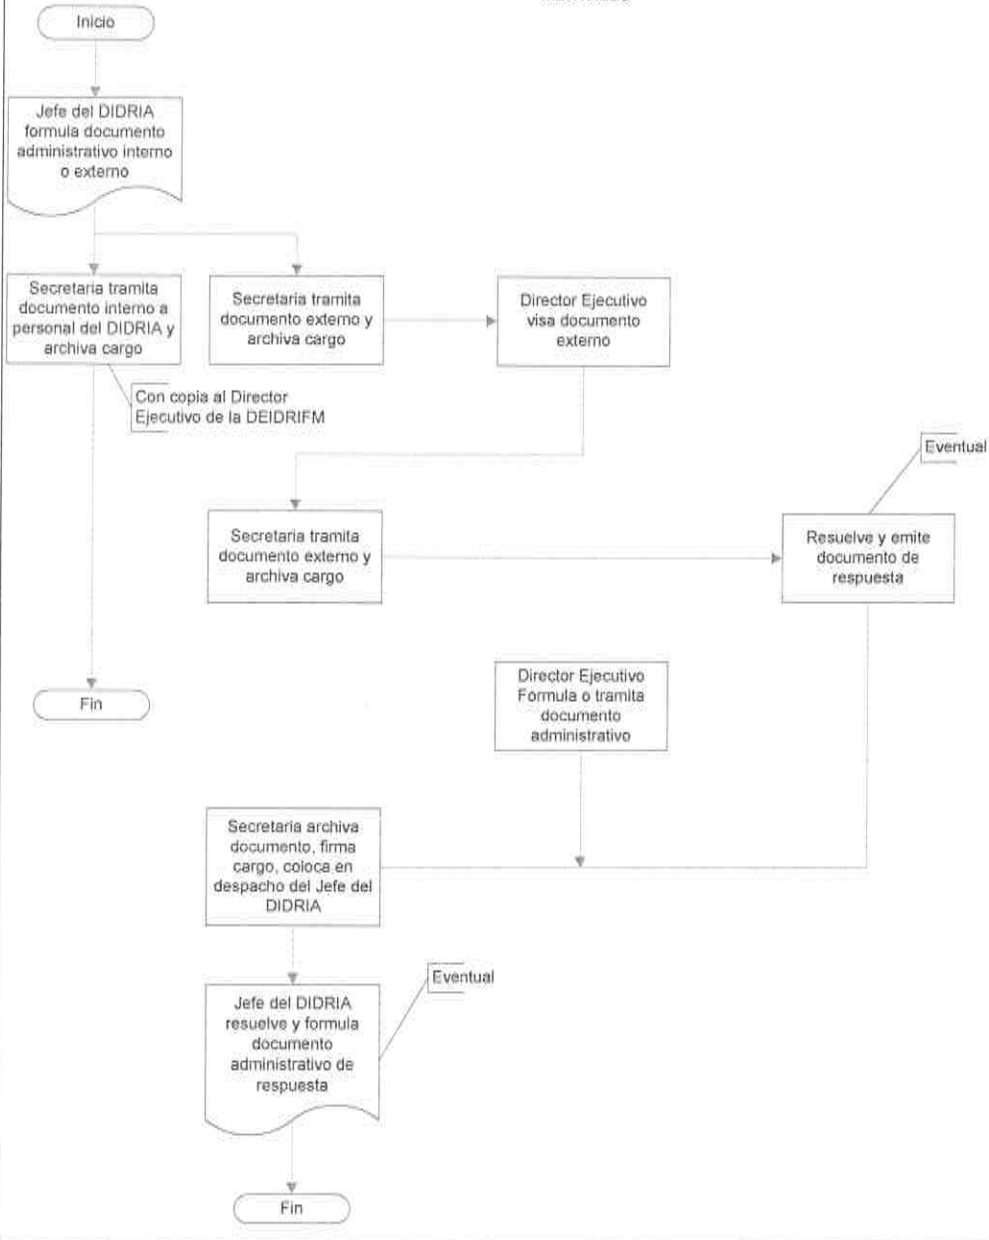 Inicio
Jefe del DIDRIA
formula documento
administrativo interno
o externo
Secretaria tramita
documento interno a
personal del DIDRIA y
archiva cargo
Secretaria tramita
documento externo y
archiva cargo
Director Ejecutivo
visa documento
externo
Con copia al Director
Ejecutivo de la DEIDRIFM
Eventual
Secretaria tramita
documento externo y
archiva cargo
Resuelve y emite
documento de
respuesta
Director Ejecutivo
Formula o tramita
documento
administrativo
Fin
Secretaria archiva
documento, firma
cargo, coloca en
despacho del Jefe del
DIDRIA
Eventual
Jefe del DIDRIA
resuelve y formula
documento
administrativo de
respuesta
Fin